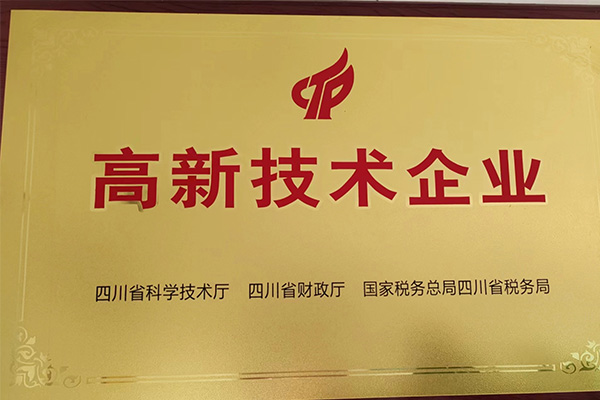 CTP
高新技术企业
四川省科学技术厅 四川省财政厅 国家税务总局四川省税务局